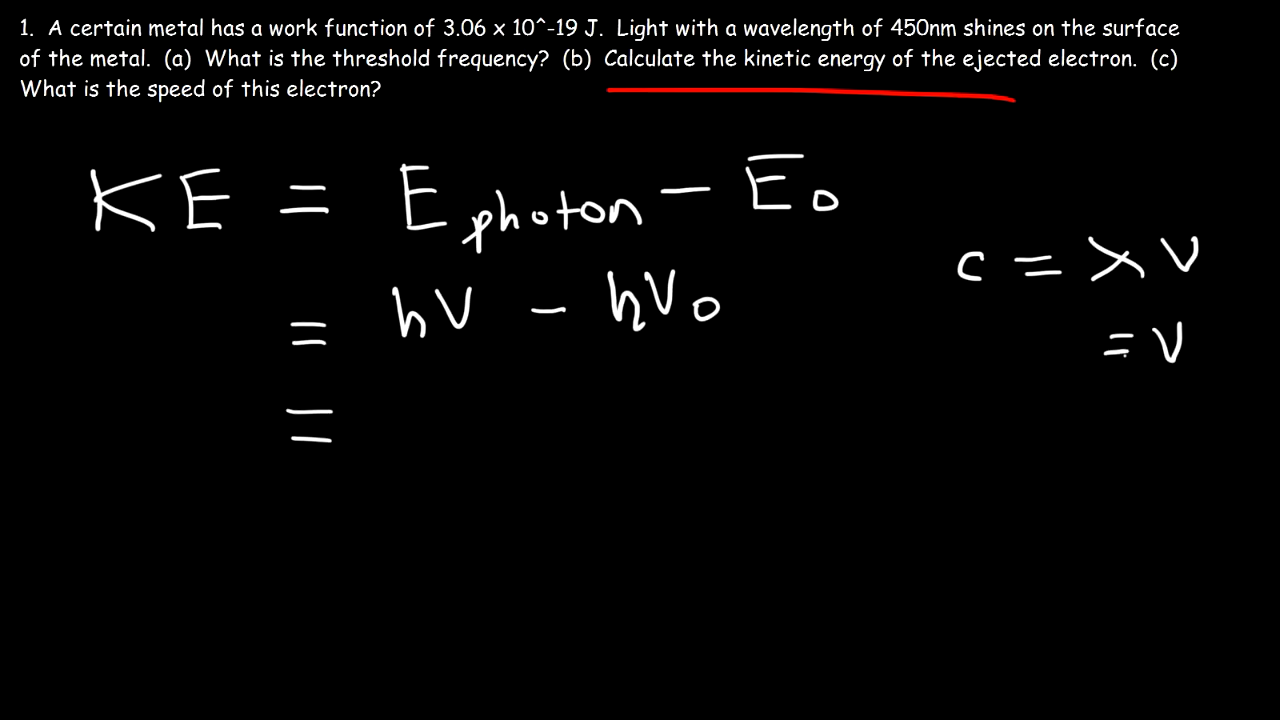 1. A certain metal has a work function of 3.06 x 10^-19 J. Light with a wavelength of 450nm shines on the surface
of the metal. (a) What is the threshold frequency? (b) Calculate the kinetic energy of the ejected electron. (c)
What is the speed of this electron?
KE = Ephoton - E0
c = λν
= hν - hν0
= ν
=